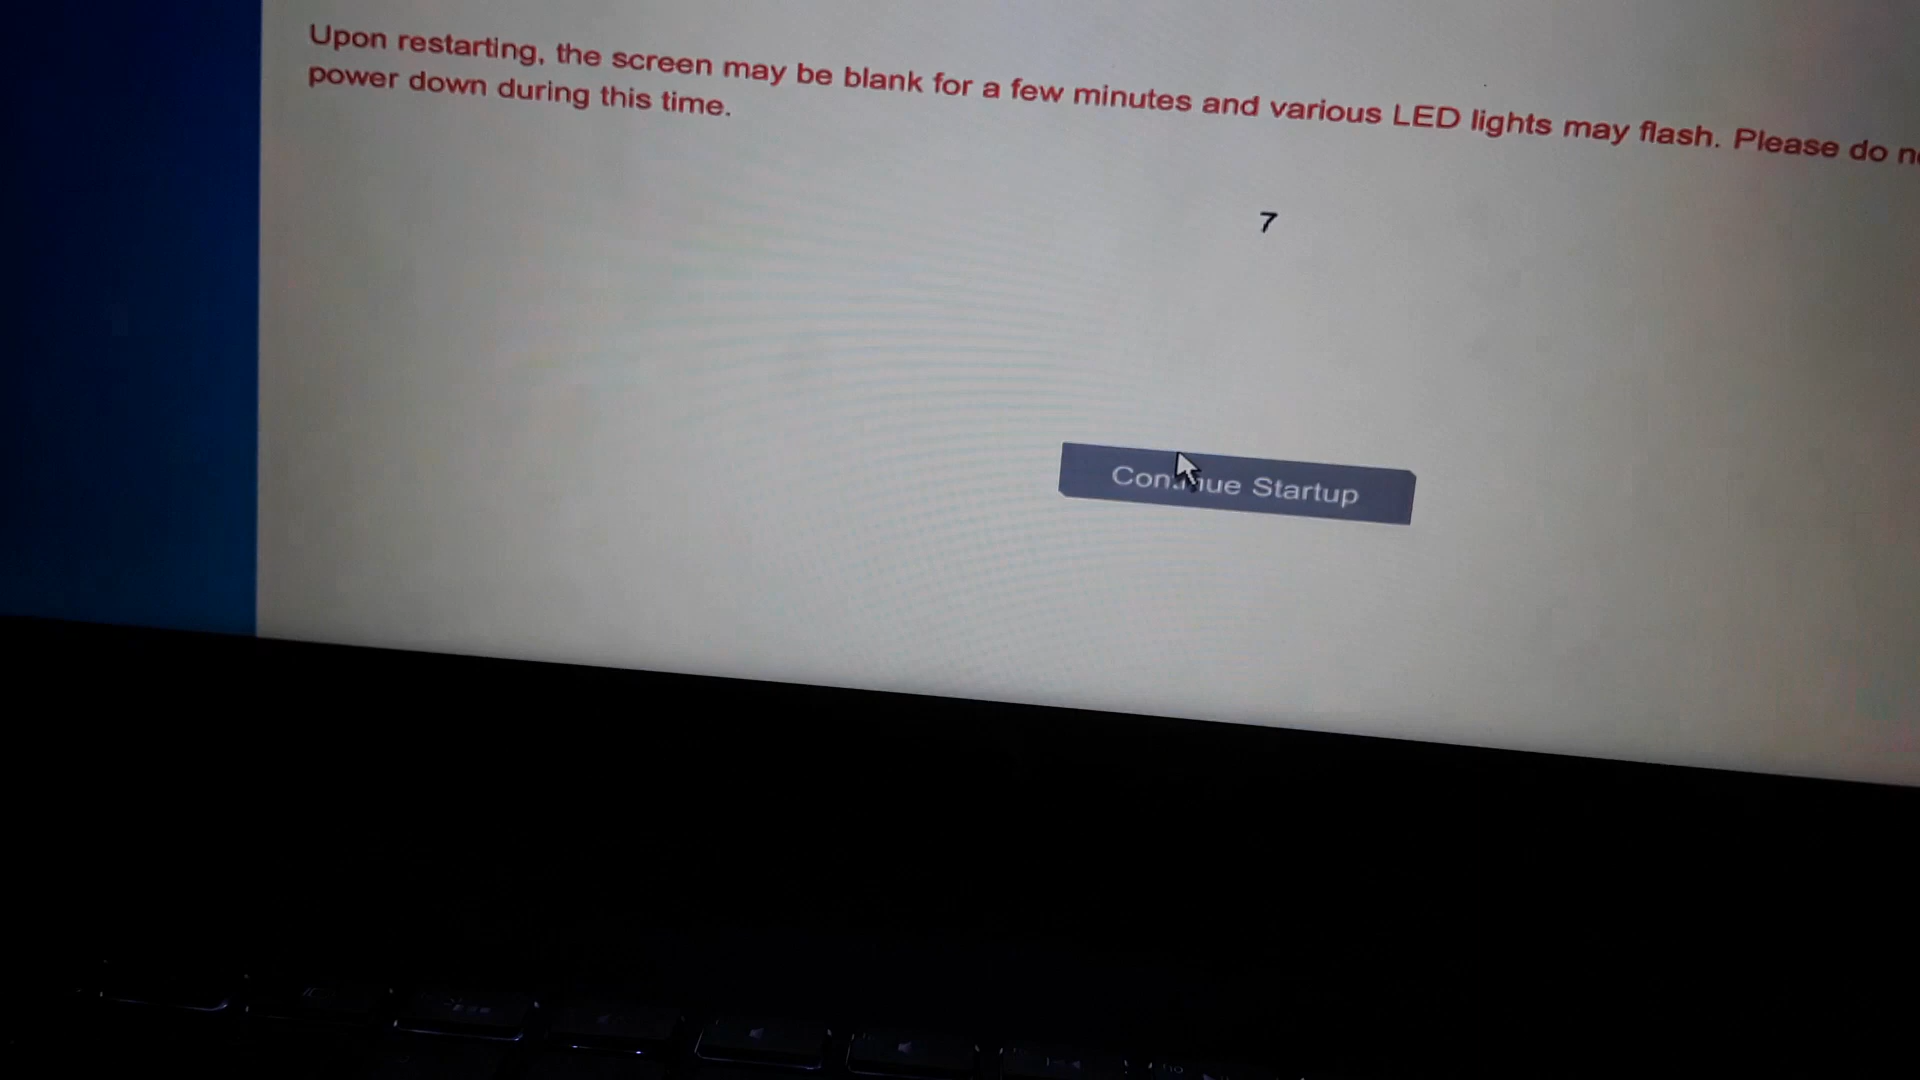 Upon restarting, the screen may be blank for a few minutes and various LED lights may flash. Please do
power down during this time.
7
Continue Startup